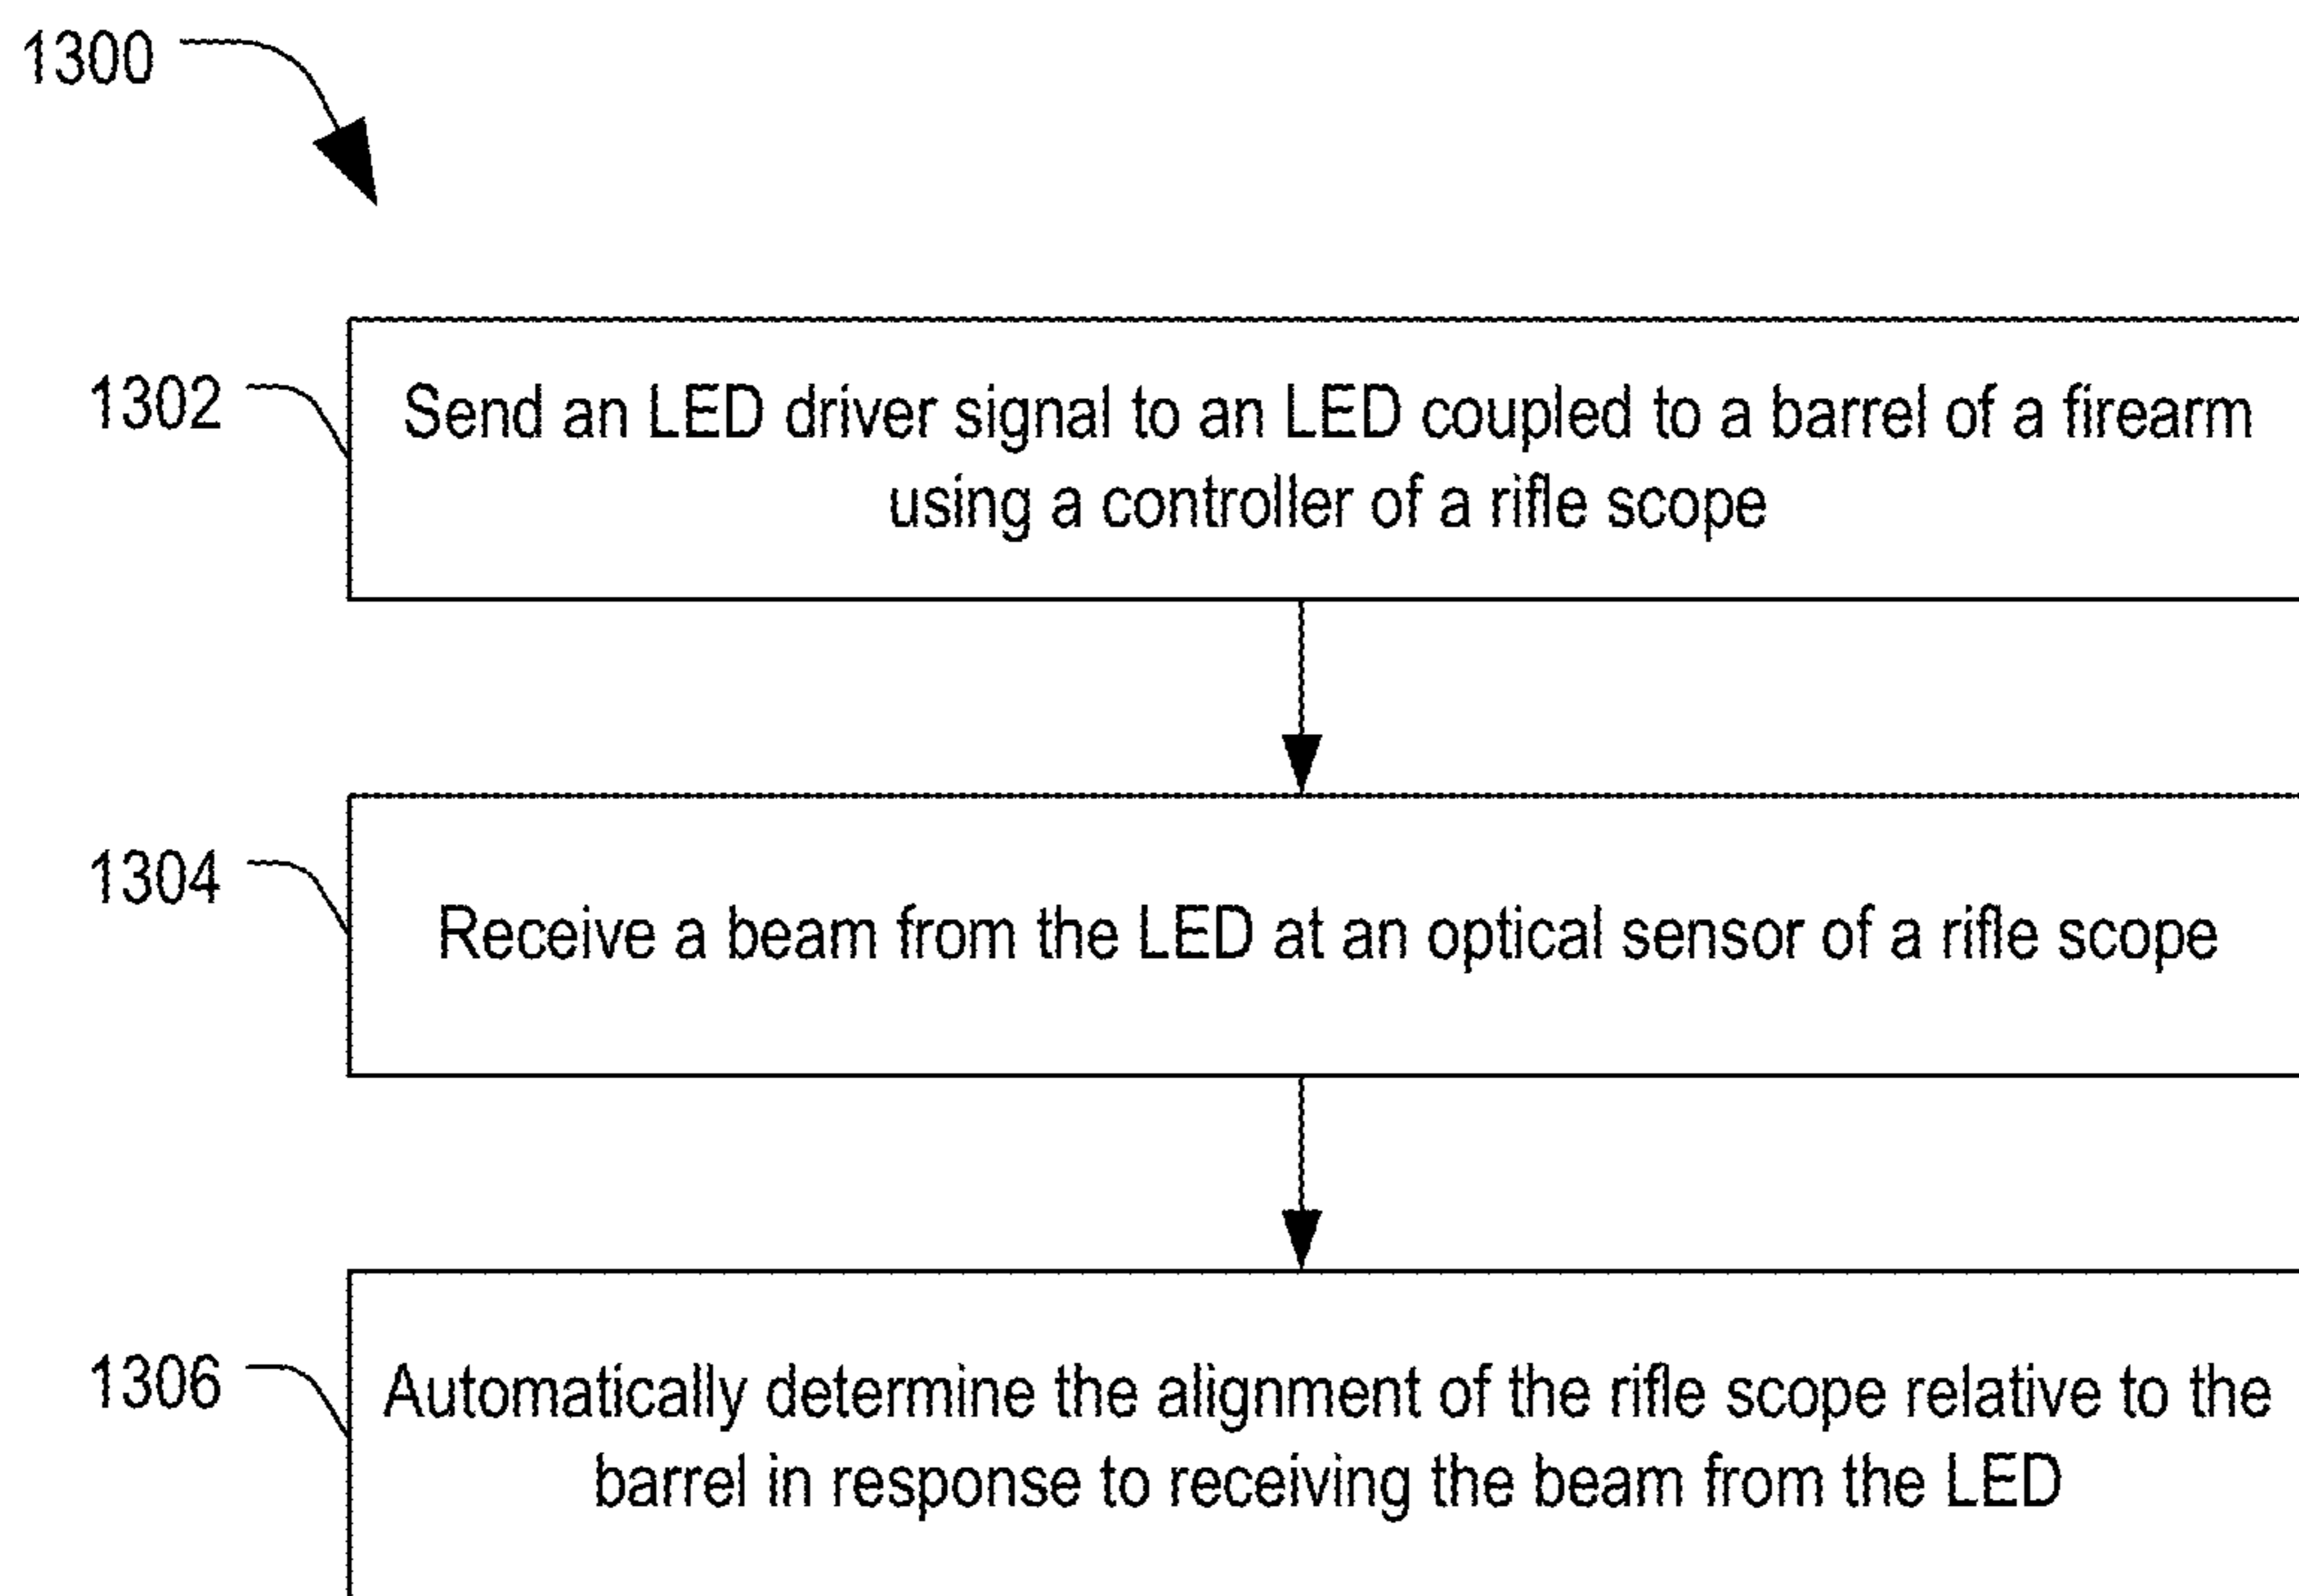 1300
1302
Send an LED driver signal to an LED coupled to a barrel of a firearm
using a controller of a rifle scope
1304
Receive a beam from the LED at an optical sensor of a rifle scope
1306
Automatically determine the alignment of the rifle scope relative to the
barrel in response to receiving the beam from the LED